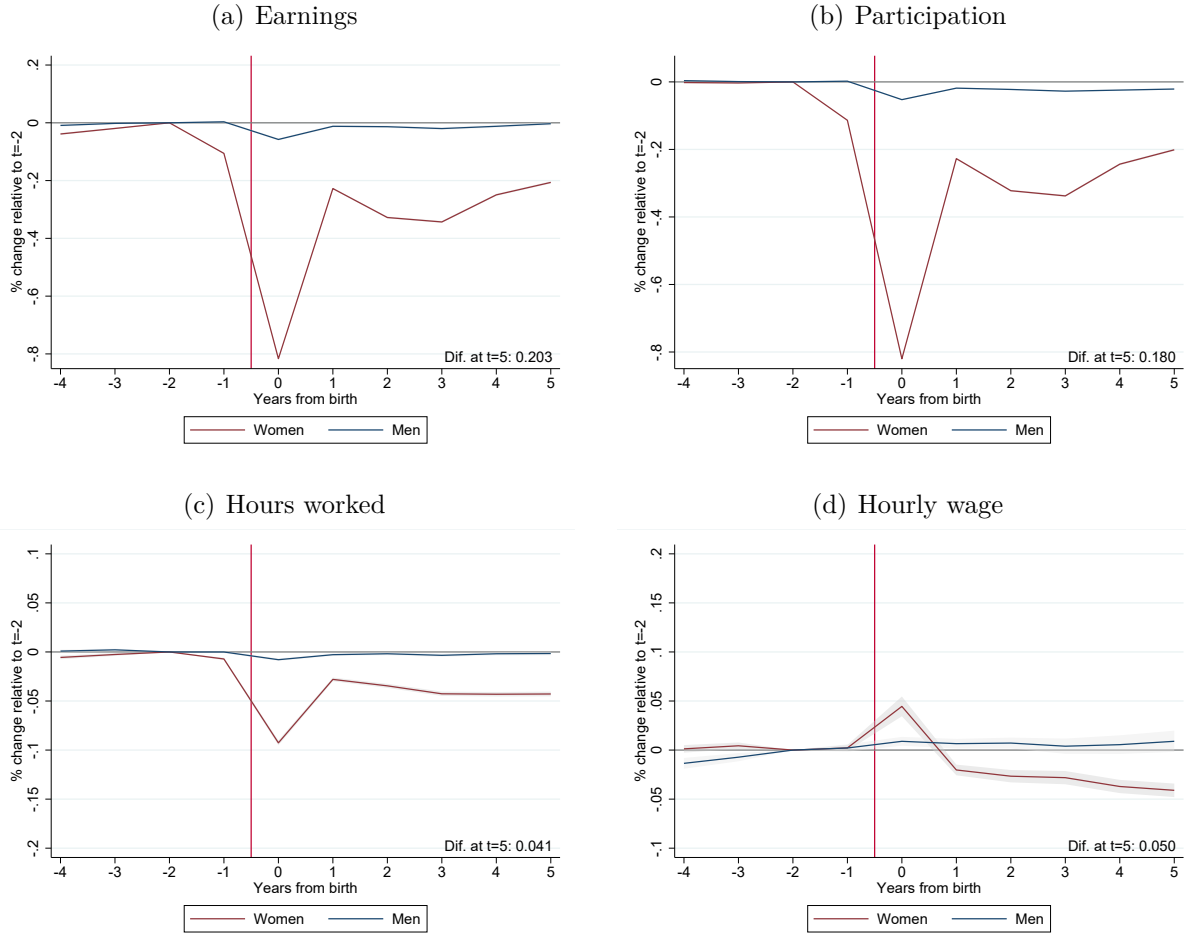 (a) Earnings
% change relative to t=-2
.2
0
-.2
-.4
-.6
-.8
Dif. at t=5: 0.203
-4 -3 -2 -1 0 1 2 3 4 5
Years from birth
Women Men
(b) Participation
% change relative to t=-2
0
-.2
-.4
-.6
-.8
Dif. at t=5: 0.180
-4 -3 -2 -1 0 1 2 3 4 5
Years from birth
Women Men
(c) Hours worked
% change relative to t=-2
.1
.05
0
-.05
-.1
-.15
-.2
Dif. at t=5: 0.041
-4 -3 -2 -1 0 1 2 3 4 5
Years from birth
Women Men
(d) Hourly wage
% change relative to t=-2
.2
.15
.1
.05
0
-.05
-.1
Dif. at t=5: 0.050
-4 -3 -2 -1 0 1 2 3 4 5
Years from birth
Women Men